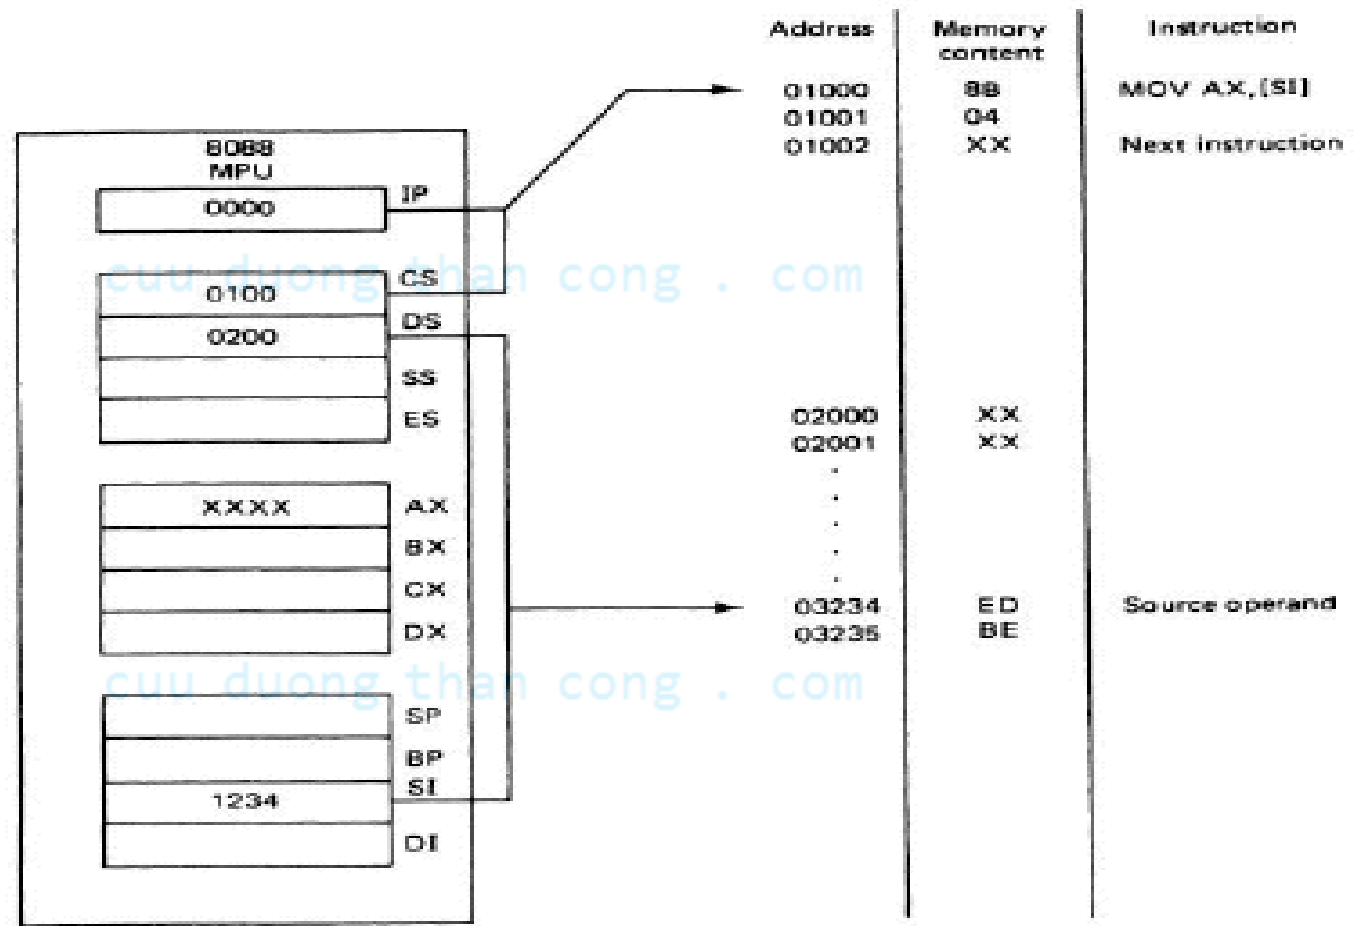 Address Memory content Instruction
01000 8B MOV AX,[SI]
01001 04
01002 XX Next instruction
8088
MPU
0000 IP
cuu duong than cong . com
0100 CS
0200 DS
SS
ES
02000 XX
02001 XX
XXXX AX
BX
CX
DX
03234 ED Source operand
03235 BE
cuu duong than cong . com
SP
BP
1234 SI
DI